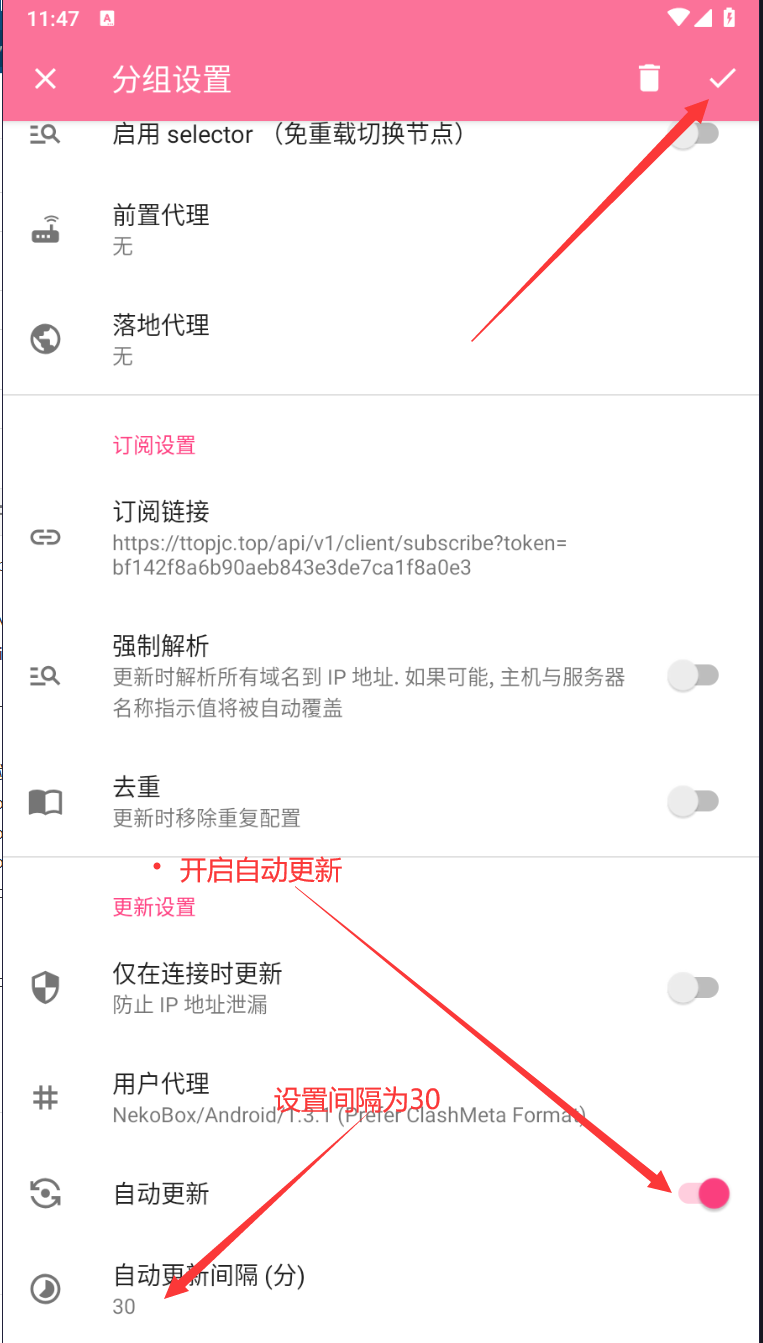 11:47
分组设置
启用 selector （免重载切换节点）
前置代理
无
落地代理
无
订阅设置
订阅链接
https://ttopjc.top/api/v1/client/subscribe?token=
bf142f8a6b90aeb843e3de7ca1f8a0e3
强制解析
更新时解析所有域名到 IP 地址. 如果可能, 主机与服务器
名称指示值将被自动覆盖
去重
更新时移除重复配置
• 开启自动更新
更新设置
仅在连接时更新
防止 IP 地址泄漏
用户代理
设置间隔为30
NekoBox/Android/1.3.1 (Prefer ClashMeta Format)
自动更新
自动更新间隔 (分)
30